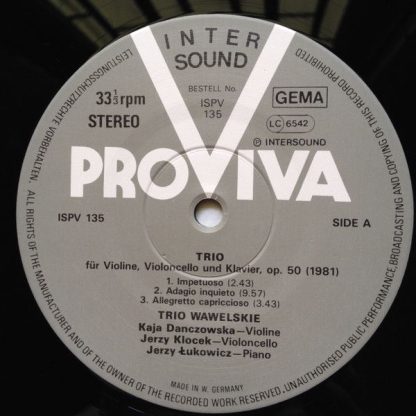 INTER
SOUND
BESTELL No.
ISPV
135
33 1/3 rpm
STEREO
GEMA
LC 6542
Ⓟ INTERSOUND
PROVIVA
ISPV 135
SIDE A
TRIO
für Violine, Violoncello und Klavier, op. 50 (1981)
1. Impetuoso (2.43)
2. Adagio inquieto (9.57)
3. Allegretto capriccioso (3.43)
TRIO WAWELSKIE
Kaja Danczowska—Violine
Jerzy Klocek—Violoncello
Jerzy Łukowicz—Piano
MADE IN W. GERMANY
LEISTUNGSSCHUTZRECHTE VORBEHALTEN. ALL RIGHTS OF THE MANUFACTURER AND OF THE OWNER OF THE RECORDED WORK RESERVED. UNAUTHORISED PUBLIC PERFORMANCE, BROADCASTING AND COPYING OF THIS RECORD PROHIBITED